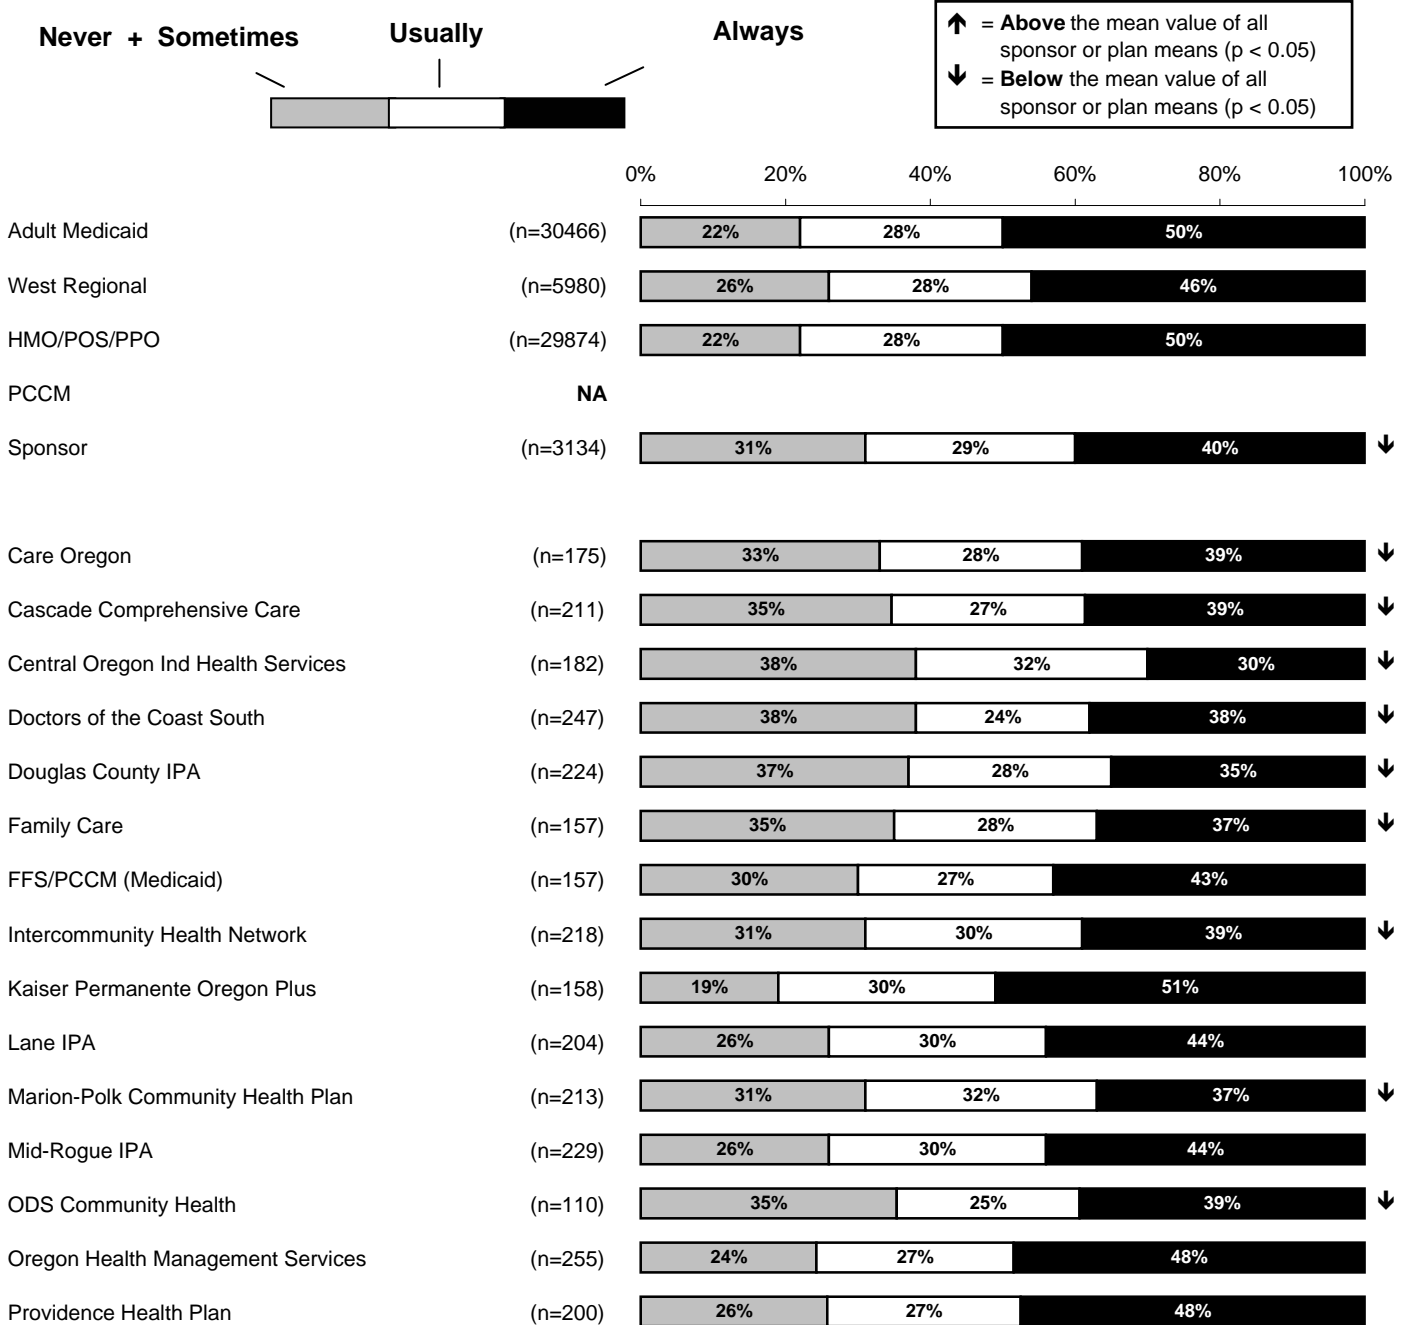 Never + Sometimes Usually Always
↑ = Above the mean value of all
sponsor or plan means (p < 0.05)
↓ = Below the mean value of all
sponsor or plan means (p < 0.05)
0% 20% 40% 60% 80% 100%
Adult Medicaid (n=30466) 22% 28% 50%
West Regional (n=5980) 26% 28% 46%
HMO/POS/PPO (n=29874) 22% 28% 50%
PCCM NA
Sponsor (n=3134) 31% 29% 40% ↓
Care Oregon (n=175) 33% 28% 39% ↓
Cascade Comprehensive Care (n=211) 35% 27% 39% ↓
Central Oregon Ind Health Services (n=182) 38% 32% 30% ↓
Doctors of the Coast South (n=247) 38% 24% 38% ↓
Douglas County IPA (n=224) 37% 28% 35% ↓
Family Care (n=157) 35% 28% 37% ↓
FFS/PCCM (Medicaid) (n=157) 30% 27% 43%
Intercommunity Health Network (n=218) 31% 30% 39% ↓
Kaiser Permanente Oregon Plus (n=158) 19% 30% 51%
Lane IPA (n=204) 26% 30% 44%
Marion-Polk Community Health Plan (n=213) 31% 32% 37% ↓
Mid-Rogue IPA (n=229) 26% 30% 44%
ODS Community Health (n=110) 35% 25% 39% ↓
Oregon Health Management Services (n=255) 24% 27% 48%
Providence Health Plan (n=200) 26% 27% 48%